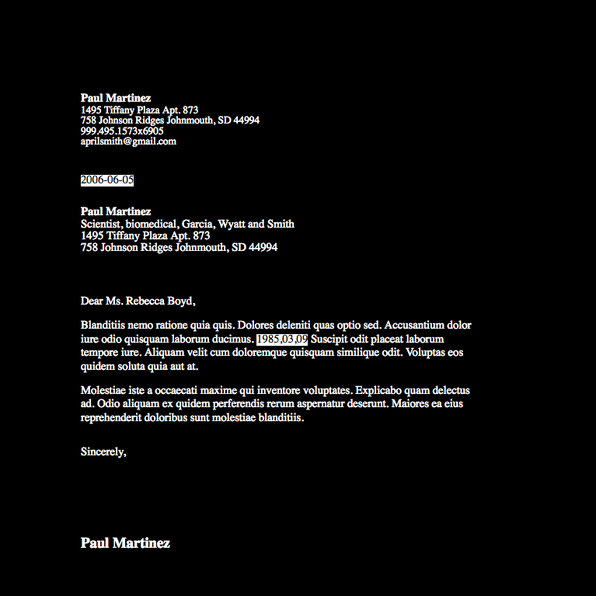 Paul Martinez
1495 Tiffany Plaza Apt. 873
758 Johnson Ridges Johnmouth, SD 44994
999.495.1573x6905
aprilsmith@gmail.com
2006-06-05
Paul Martinez
Scientist, biomedical, Garcia, Wyatt and Smith
1495 Tiffany Plaza Apt. 873
758 Johnson Ridges Johnmouth, SD 44994
Dear Ms. Rebecca Boyd,
Blanditiis nemo ratione quia quis. Dolores deleniti quas optio sed. Accusantium dolor
iure odio quisquam laborum ducimus. 1985,03,09 Suscipit odit placeat laborum
tempore iure. Aliquam velit cum doloremque quisquam similique odit. Voluptas eos
quidem soluta quia aut at.
Molestiae iste a occaecati maxime qui inventore voluptates. Explicabo quam delectus
ad. Odio aliquam ex quidem perferendis rerum aspernatur deserunt. Maiores ea eius
reprehenderit doloribus sunt molestiae blanditiis.
Sincerely,
Paul Martinez